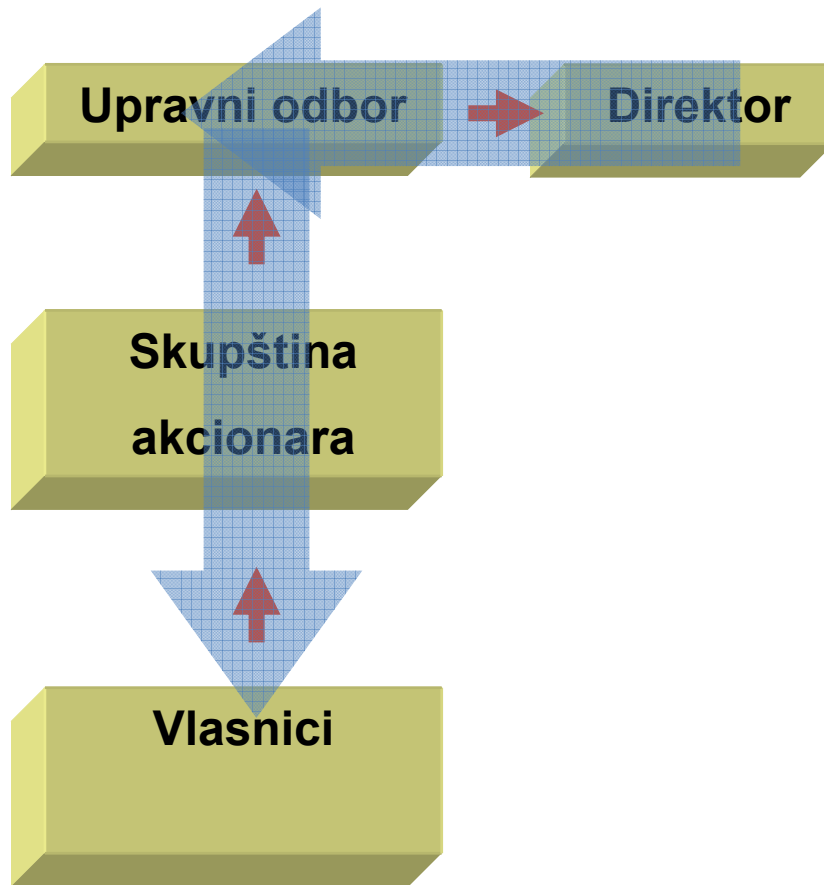 Upravni odbor
Direktor
Skupština
akcionara
Vlasnici